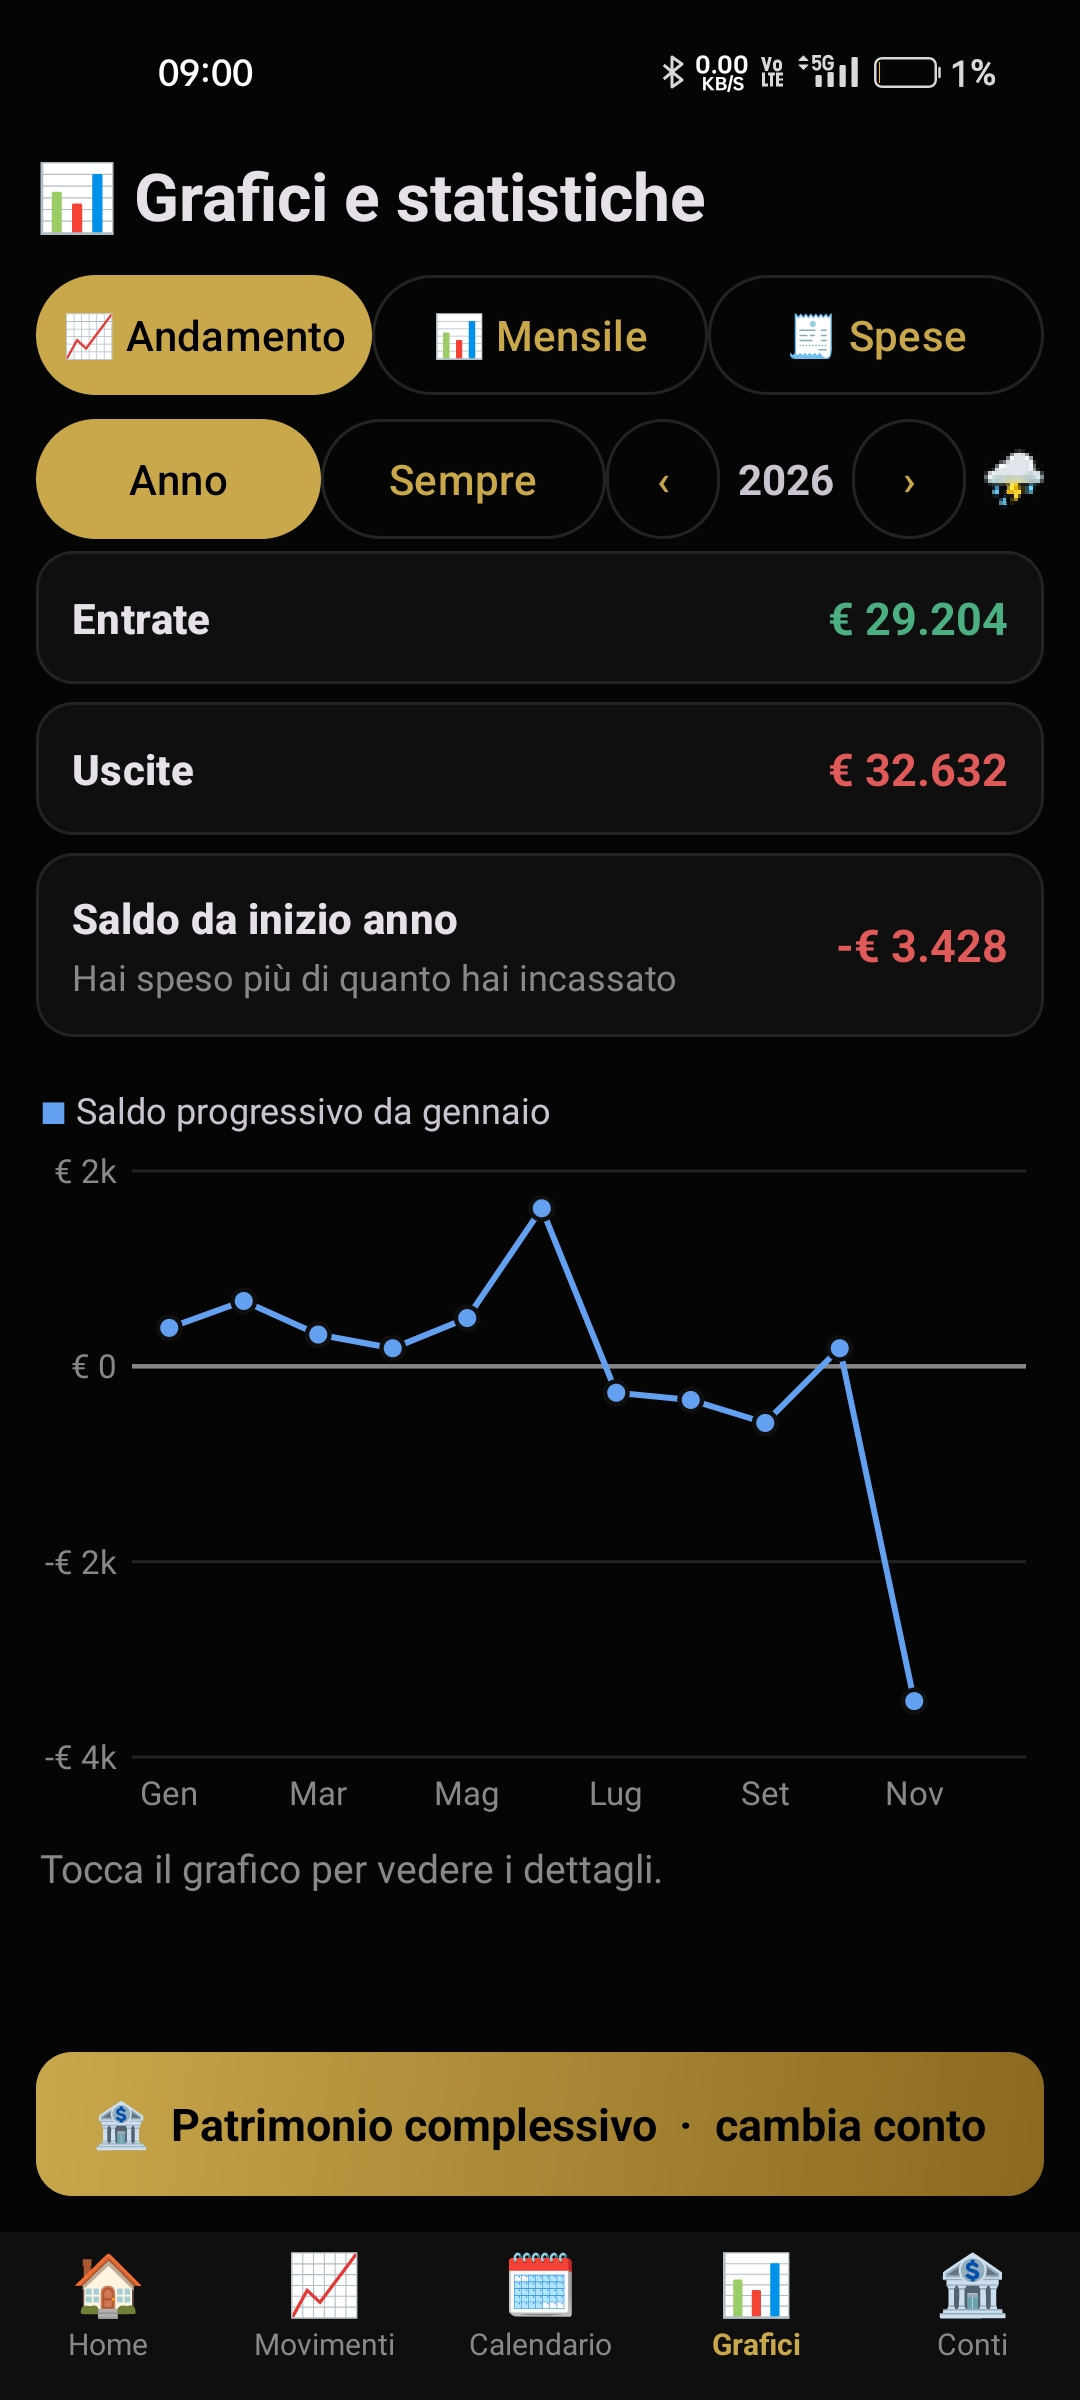 09:00
0.00 KB/S Vo LTE 5G 1%
Grafici e statistiche
Andamento Mensile Spese
Anno Sempre ‹ 2026 ›
Entrate € 29.204
Uscite € 32.632
Saldo da inizio anno
-€ 3.428
Hai speso più di quanto hai incassato
Saldo progressivo da gennaio
€ 2k
€ 0
-€ 2k
-€ 4k
Gen Mar Mag Lug Set Nov
Tocca il grafico per vedere i dettagli.
Patrimonio complessivo · cambia conto
Home Movimenti Calendario Grafici Conti